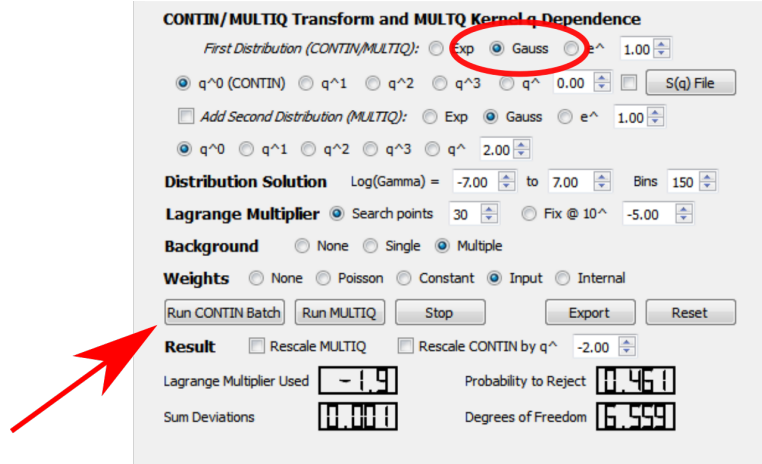 CONTIN/MULTIQ Transform and MULTQ Kernel q Dependence
First Distribution (CONTIN/MULTIQ): Exp Gauss e^ 1.00
q^0 (CONTIN) q^1 q^2 q^3 q^ 0.00 S(q) File
Add Second Distribution (MULTIQ): Exp Gauss e^ 1.00
q^0 q^1 q^2 q^3 q^ 2.00
Distribution Solution Log(Gamma) = -7.00 to 7.00 Bins 150
Lagrange Multiplier Search points 30 Fix @ 10^ -5.00
Background None Single Multiple
Weights None Poisson Constant Input Internal
Run CONTIN Batch Run MULTIQ Stop Export Reset
Result Rescale MULTIQ Rescale CONTIN by q^ -2.00
Lagrange Multiplier Used -1.9 Probability to Reject 0.461
Sum Deviations 0.001 Degrees of Freedom 6.559